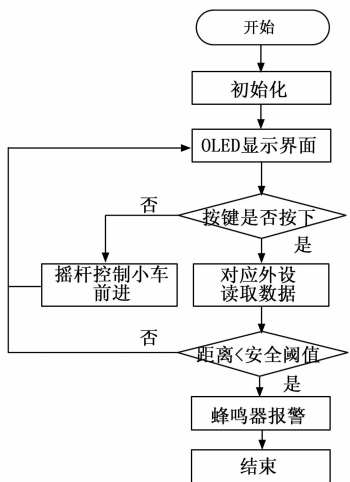 开始
初始化
OLED显示界面
按键是否按下
否
是
摇杆控制小车
前进
对应外设
读取数据
否
距离<安全阈值
是
蜂鸣器报警
结束